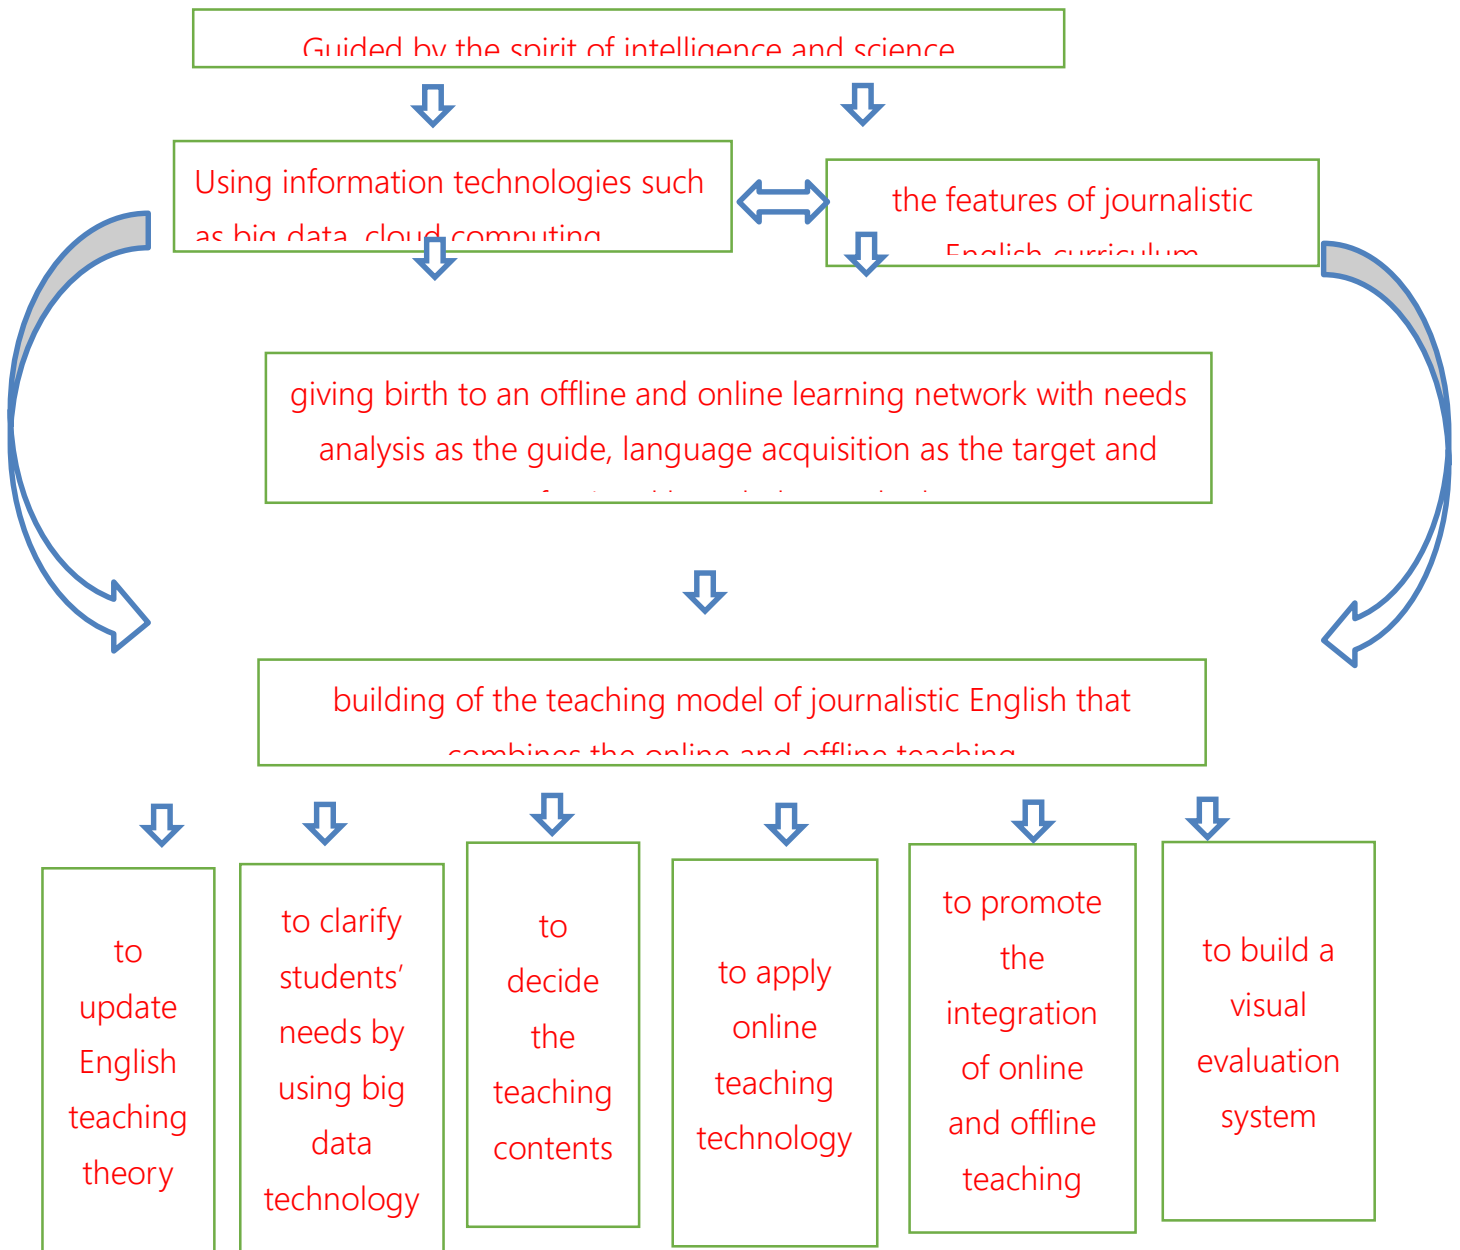 Guided by the spirit of intelligence and science
Using information technologies such
as big data, cloud computing
the features of journalistic
English curriculum
giving birth to an offline and online learning network with needs
analysis as the guide, language acquisition as the target and
building of the teaching model of journalistic English that
combines the online and offline teaching
to
update
English
teaching
theory
to clarify
students’
needs by
using big
data
technology
to
decide
the
teaching
contents
to apply
online
teaching
technology
to promote
the
integration
of online
and offline
teaching
to build a
visual
evaluation
system